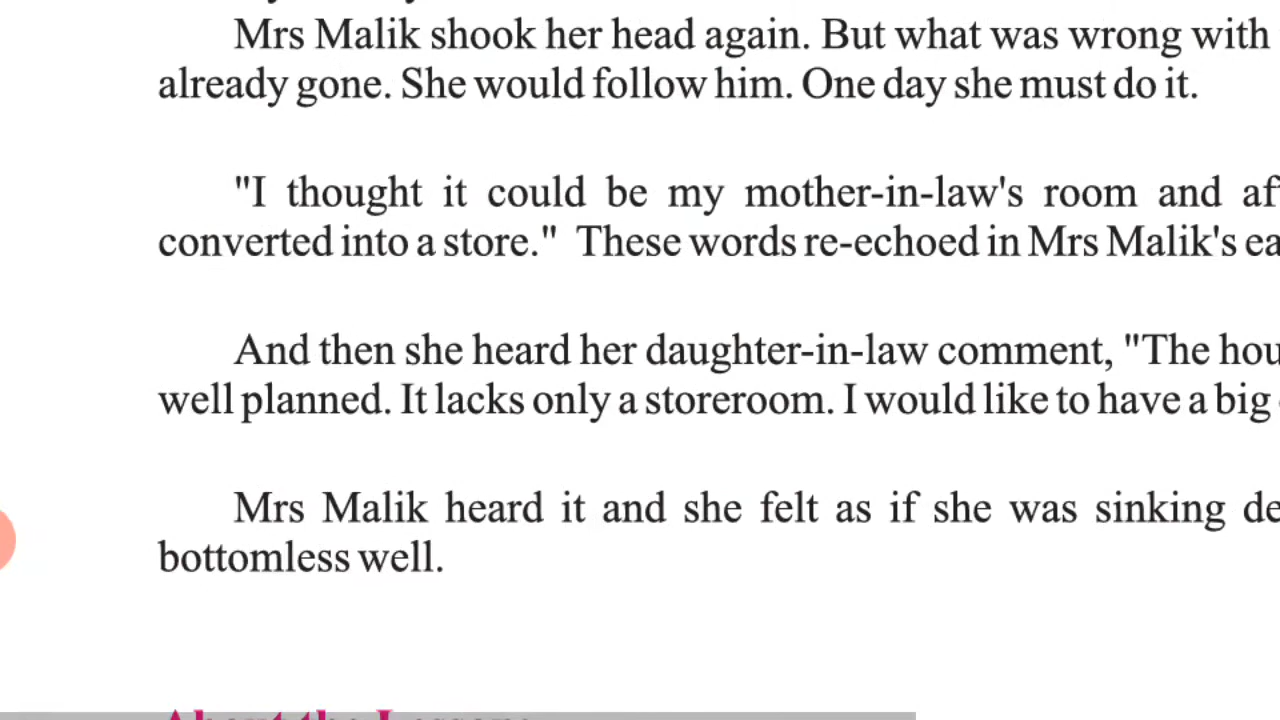 Mrs Malik shook her head again. But what was wrong with
already gone. She would follow him. One day she must do it.
"I thought it could be my mother-in-law's room and
converted into a store." These words re-echoed in Mrs Malik's
And then she heard her daughter-in-law comment, "The
well planned. It lacks only a storeroom. I would like to have a big
Mrs Malik heard it and she felt as if she was sinking
bottomless well.
About the Lesson